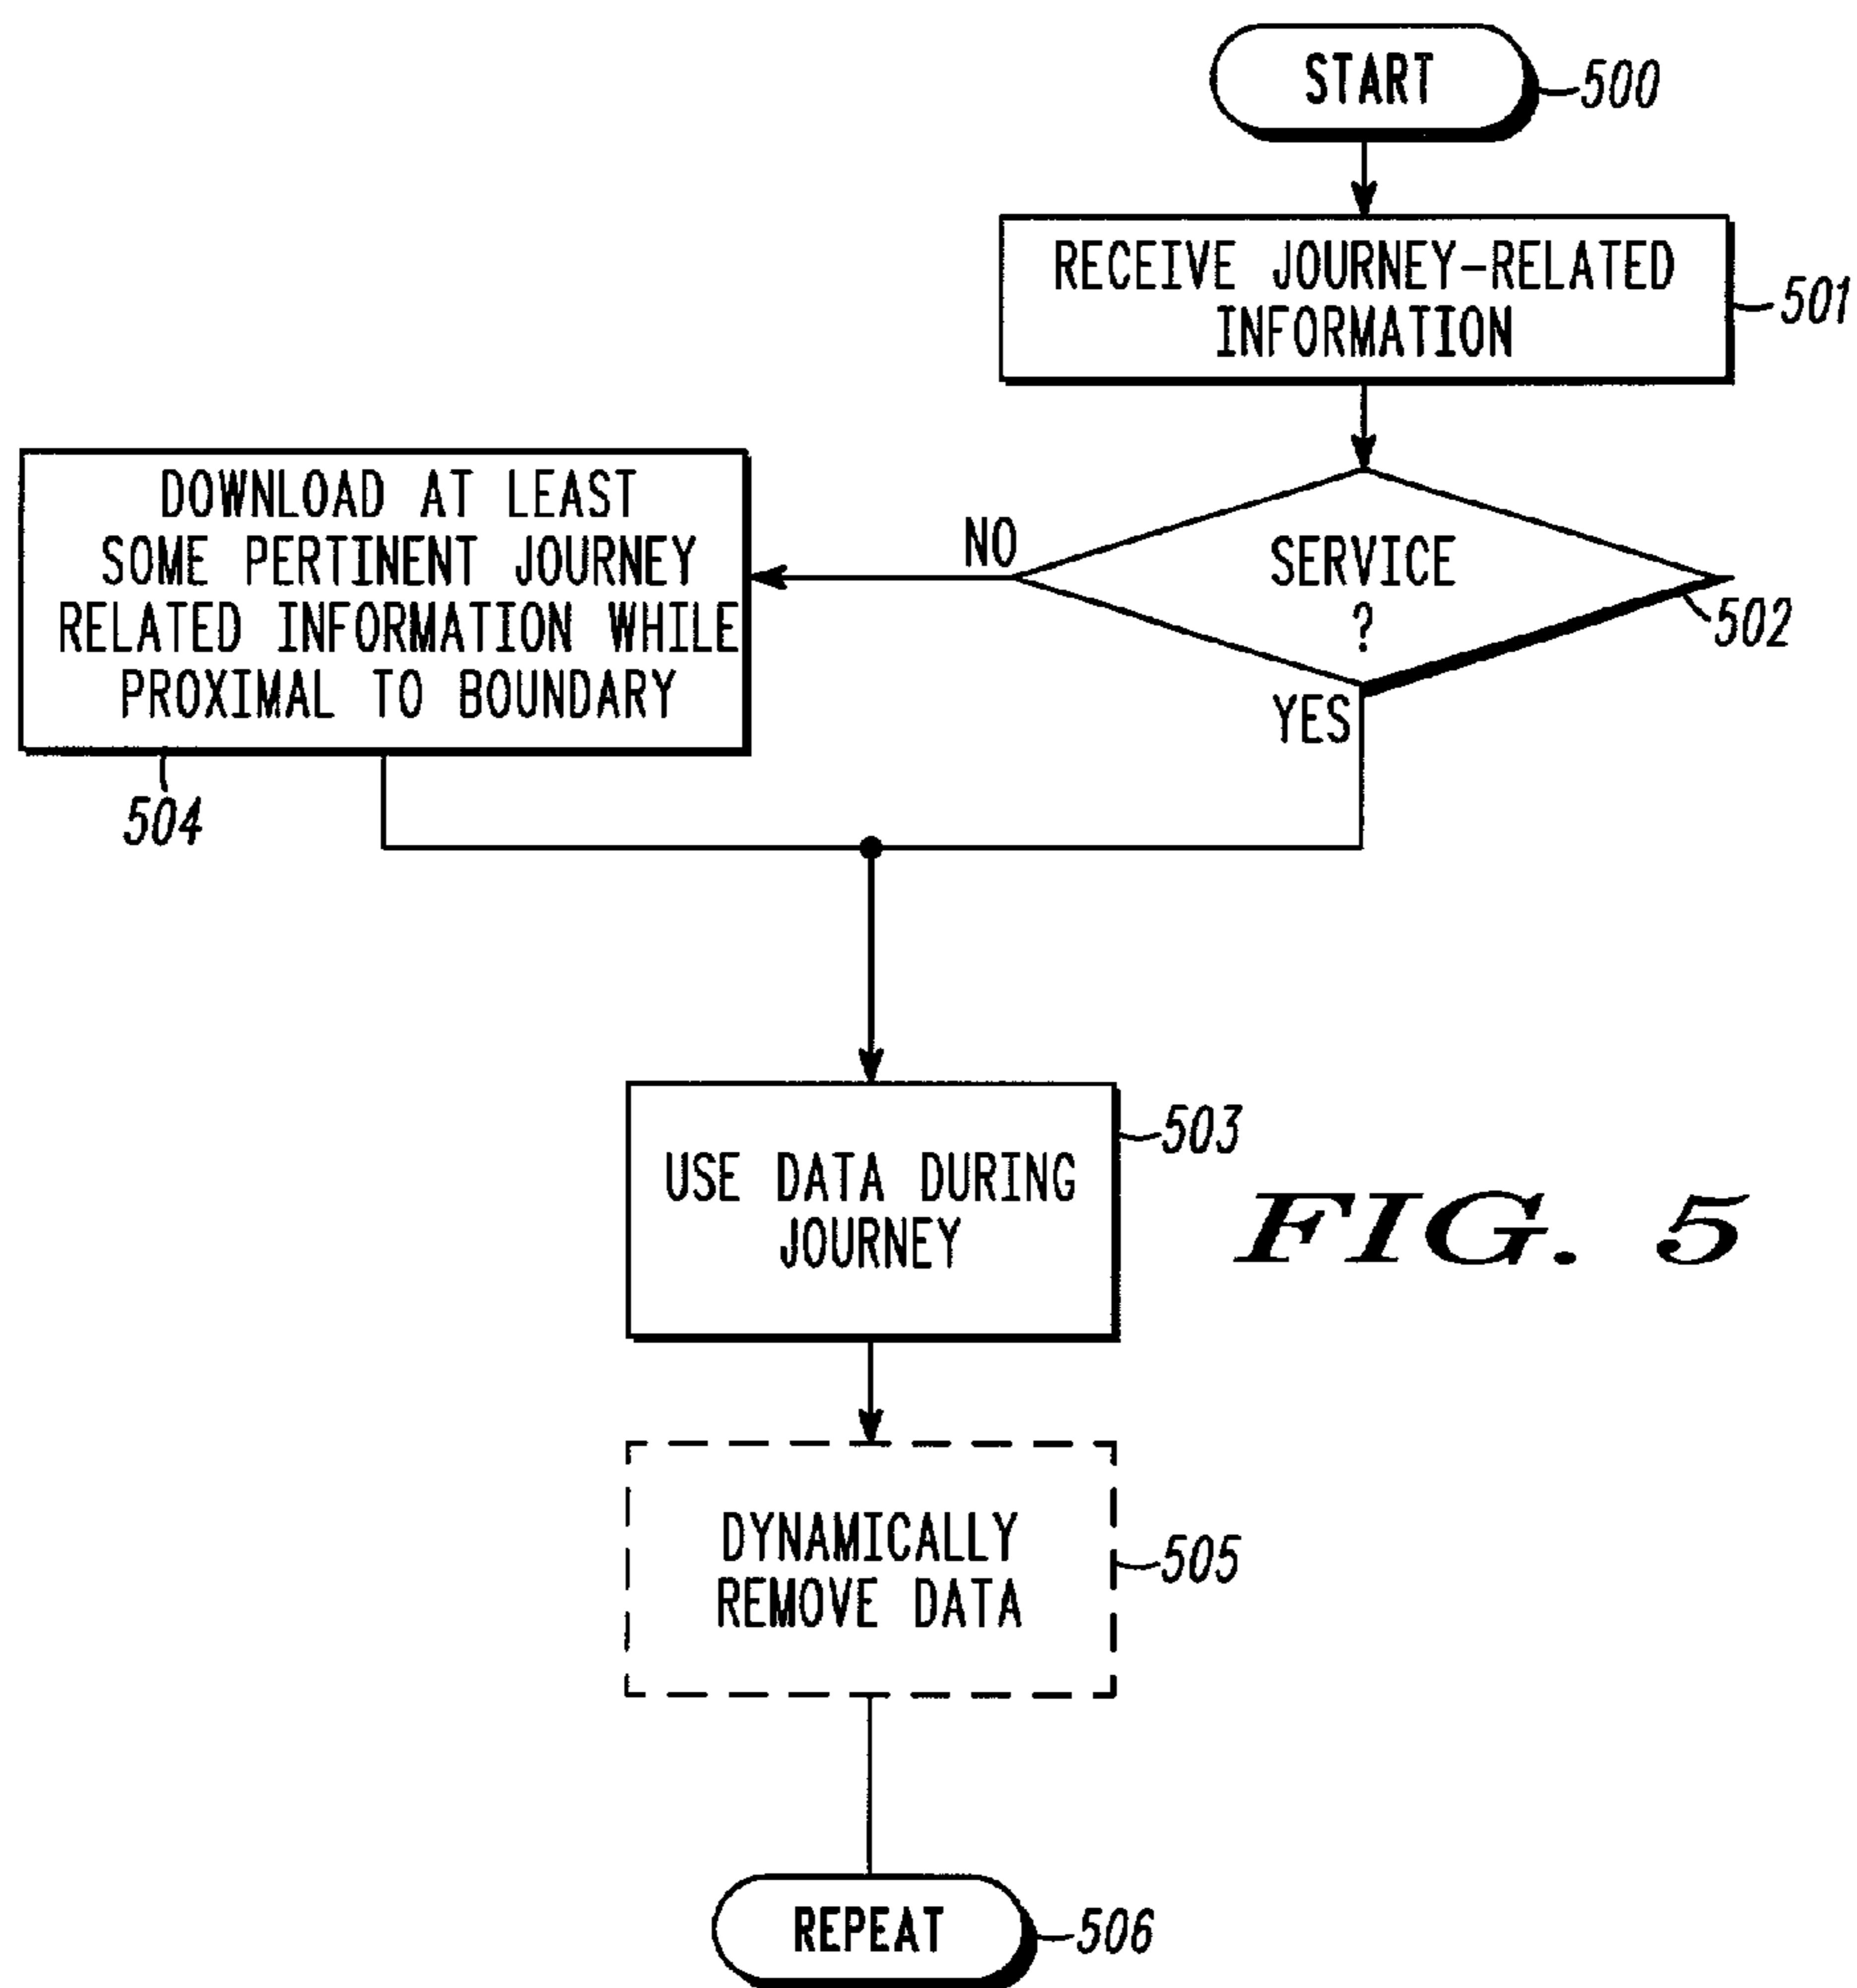 START
500
RECEIVE JOURNEY-RELATED
INFORMATION
501
SERVICE
?
502
NO
YES
DOWNLOAD AT LEAST
SOME PERTINENT JOURNEY
RELATED INFORMATION WHILE
PROXIMAL TO BOUNDARY
504
USE DATA DURING
JOURNEY
503
FIG. 5
DYNAMICALLY
REMOVE DATA
505
REPEAT
506